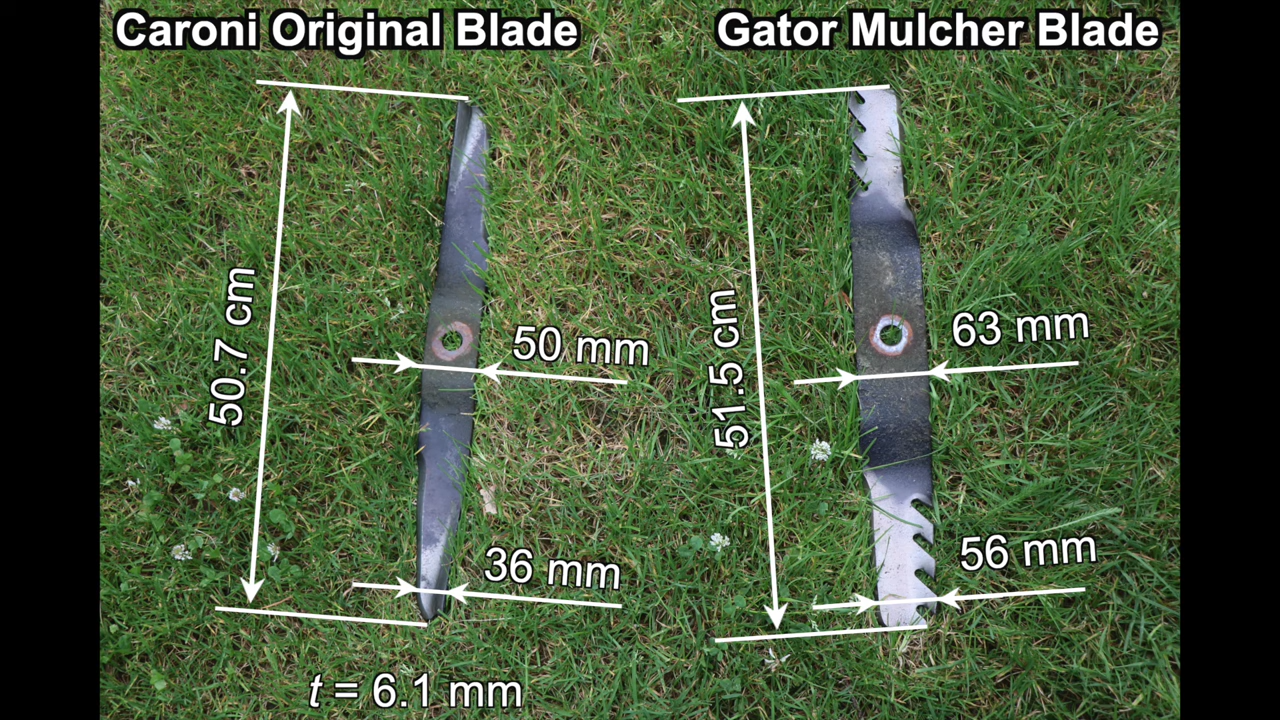 Caroni Original Blade
Gator Mulcher Blade
50.7 cm
50 mm
36 mm
t = 6.1 mm
51.5 cm
63 mm
56 mm